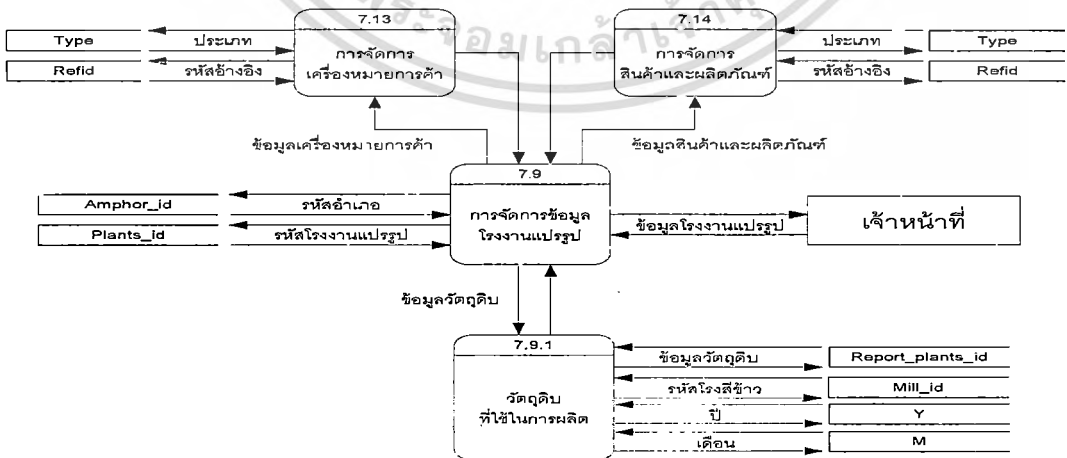 7.13
7.14
Type
ประเภท
การจัดการ
เครื่องหมายการค้า
Refid
รหัสอ้างอิง
การจัดการ
สินค้าและผลิตภัณฑ์
ประเภท
Type
รหัสอ้างอิง
Refid
ข้อมูลเครื่องหมายการค้า
ข้อมูลสินค้าและผลิตภัณฑ์
7.9
การจัดการข้อมูล
โรงงานแปรรูป
Amphor_id
รหัสอำเภอ
Plants_id
รหัสโรงงานแปรรูป
ข้อมูลโรงงานแปรรูป
เจ้าหน้าที่
ข้อมูลวัตถุดิบ
7.9.1
วัตถุดิบ
ที่ใช้ในการผลิต
ข้อมูลวัตถุดิบ
Report_plants_id
รหัสโรงสีข้าว
Mill_id
ปี
Y
เดือน
M